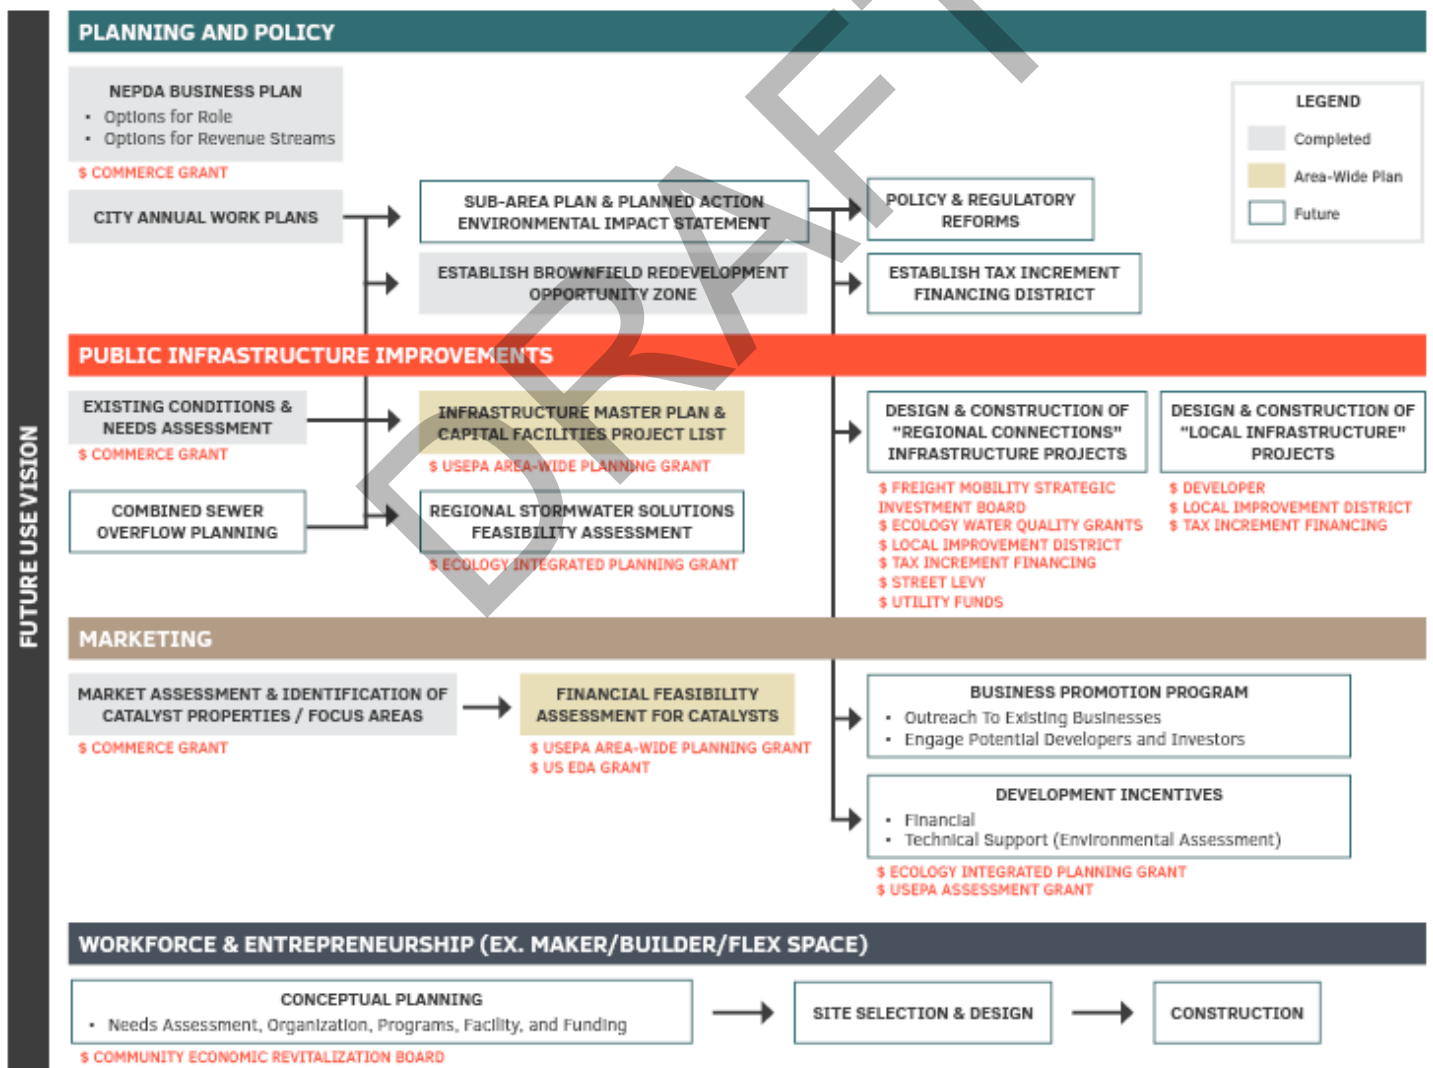 FUTURE USE VISION
PLANNING AND POLICY
NEPDA BUSINESS PLAN
• Options for Role
• Options for Revenue Streams
$ COMMERCE GRANT
CITY ANNUAL WORK PLANS
SUB-AREA PLAN & PLANNED ACTION
ENVIRONMENTAL IMPACT STATEMENT
POLICY & REGULATORY
REFORMS
ESTABLISH BROWNFIELD REDEVELOPMENT
OPPORTUNITY ZONE
ESTABLISH TAX INCREMENT
FINANCING DISTRICT
LEGEND
Completed
Area-Wide Plan
Future
PUBLIC INFRASTRUCTURE IMPROVEMENTS
EXISTING CONDITIONS &
NEEDS ASSESSMENT
$ COMMERCE GRANT
INFRASTRUCTURE MASTER PLAN &
CAPITAL FACILITIES PROJECT LIST
$ USEPA AREA-WIDE PLANNING GRANT
COMBINED SEWER
OVERFLOW PLANNING
REGIONAL STORMWATER SOLUTIONS
FEASIBILITY ASSESSMENT
$ ECOLOGY INTEGRATED PLANNING GRANT
DESIGN & CONSTRUCTION OF
“REGIONAL CONNECTIONS”
INFRASTRUCTURE PROJECTS
$ FREIGHT MOBILITY STRATEGIC
INVESTMENT BOARD
$ ECOLOGY WATER QUALITY GRANTS
$ LOCAL IMPROVEMENT DISTRICT
$ TAX INCREMENT FINANCING
$ STREET LEVY
$ UTILITY FUNDS
DESIGN & CONSTRUCTION OF
“LOCAL INFRASTRUCTURE”
PROJECTS
$ DEVELOPER
$ LOCAL IMPROVEMENT DISTRICT
$ TAX INCREMENT FINANCING
MARKETING
MARKET ASSESSMENT & IDENTIFICATION OF
CATALYST PROPERTIES / FOCUS AREAS
$ COMMERCE GRANT
FINANCIAL FEASIBILITY
ASSESSMENT FOR CATALYSTS
$ USEPA AREA-WIDE PLANNING GRANT
$ US EDA GRANT
BUSINESS PROMOTION PROGRAM
• Outreach To Existing Businesses
• Engage Potential Developers and Investors
DEVELOPMENT INCENTIVES
• Financial
• Technical Support (Environmental Assessment)
$ ECOLOGY INTEGRATED PLANNING GRANT
$ USEPA ASSESSMENT GRANT
WORKFORCE & ENTREPRENEURSHIP (EX. MAKER/BUILDER/FLEX SPACE)
CONCEPTUAL PLANNING
• Needs Assessment, Organization, Programs, Facility, and Funding
$ COMMUNITY ECONOMIC REVITALIZATION BOARD
SITE SELECTION & DESIGN
CONSTRUCTION
DRAFT